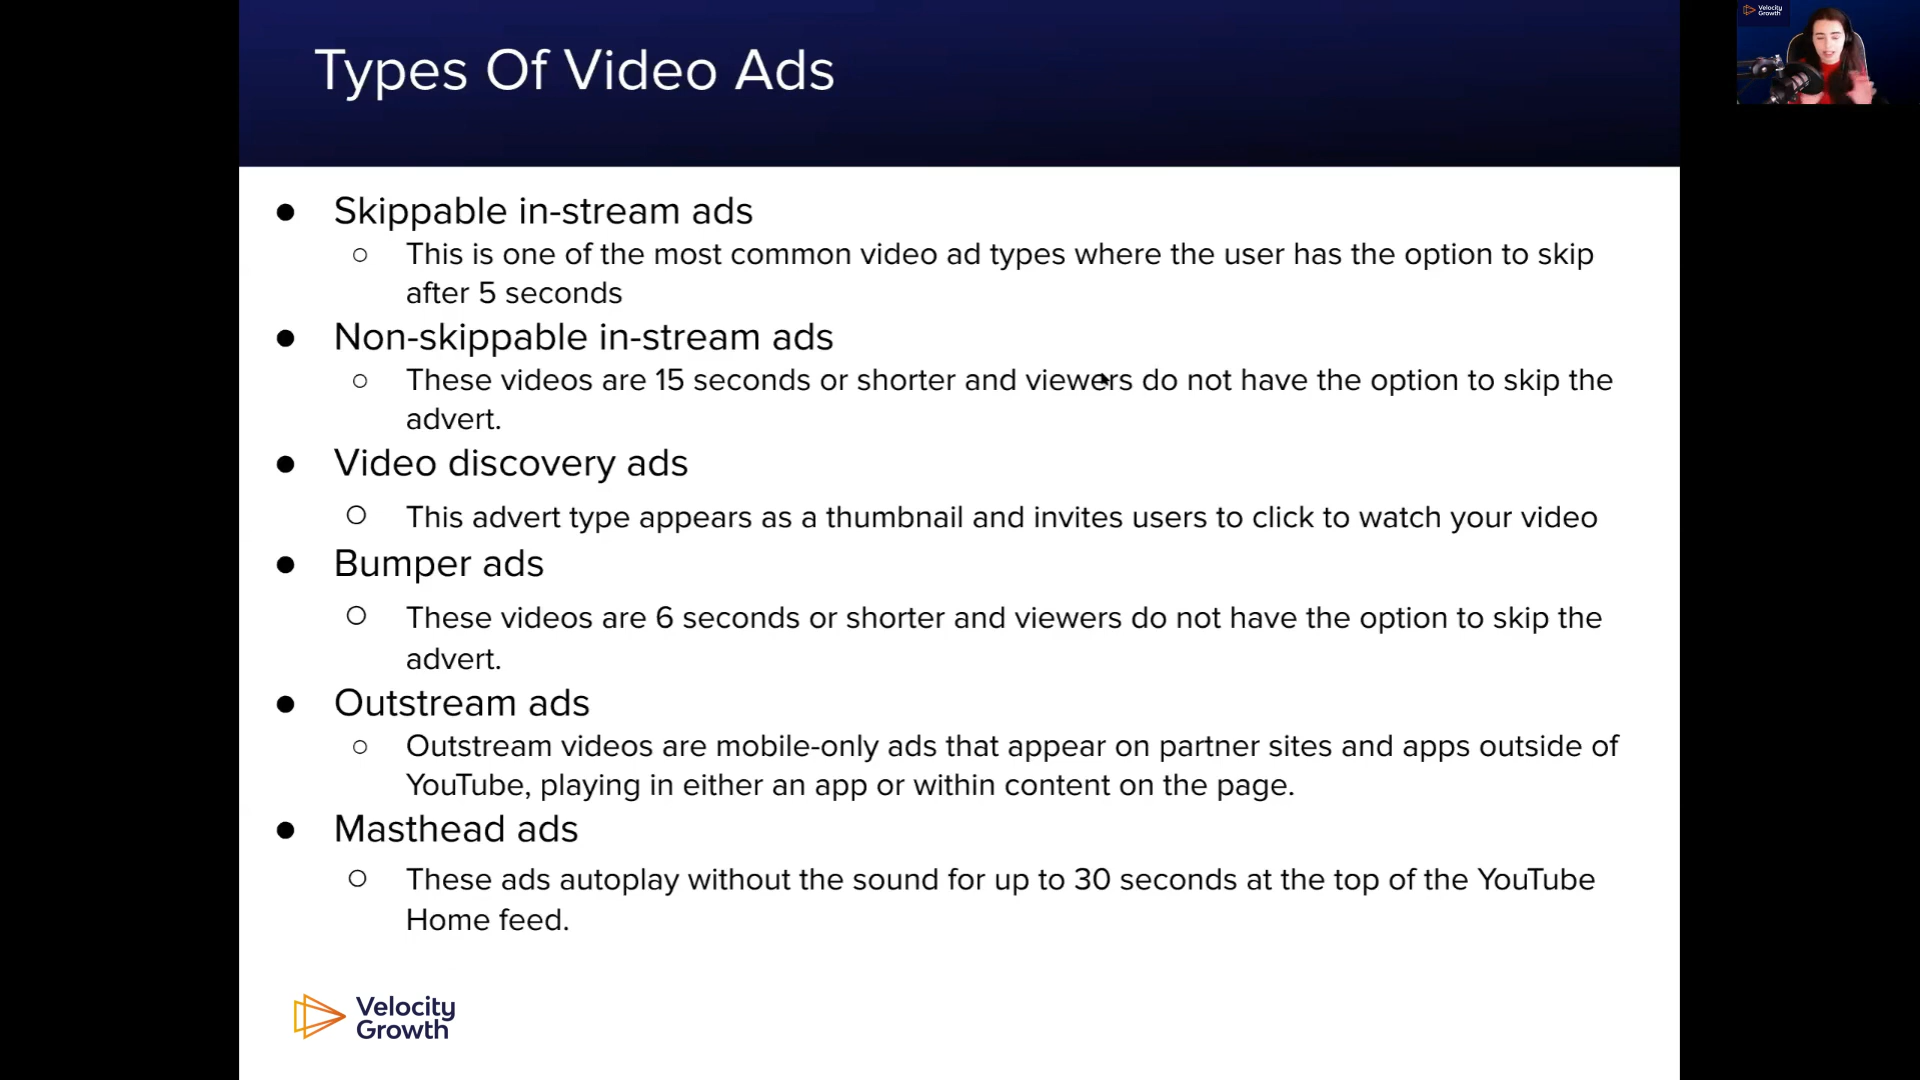 Types Of Video Ads
Velocity
Growth
● Skippable in-stream ads
○ This is one of the most common video ad types where the user has the option to skip
after 5 seconds
● Non-skippable in-stream ads
○ These videos are 15 seconds or shorter and viewers do not have the option to skip the
advert.
● Video discovery ads
○ This advert type appears as a thumbnail and invites users to click to watch your video
● Bumper ads
○ These videos are 6 seconds or shorter and viewers do not have the option to skip the
advert.
● Outstream ads
○ Outstream videos are mobile-only ads that appear on partner sites and apps outside of
YouTube, playing in either an app or within content on the page.
● Masthead ads
○ These ads autoplay without the sound for up to 30 seconds at the top of the YouTube
Home feed.
Velocity
Growth